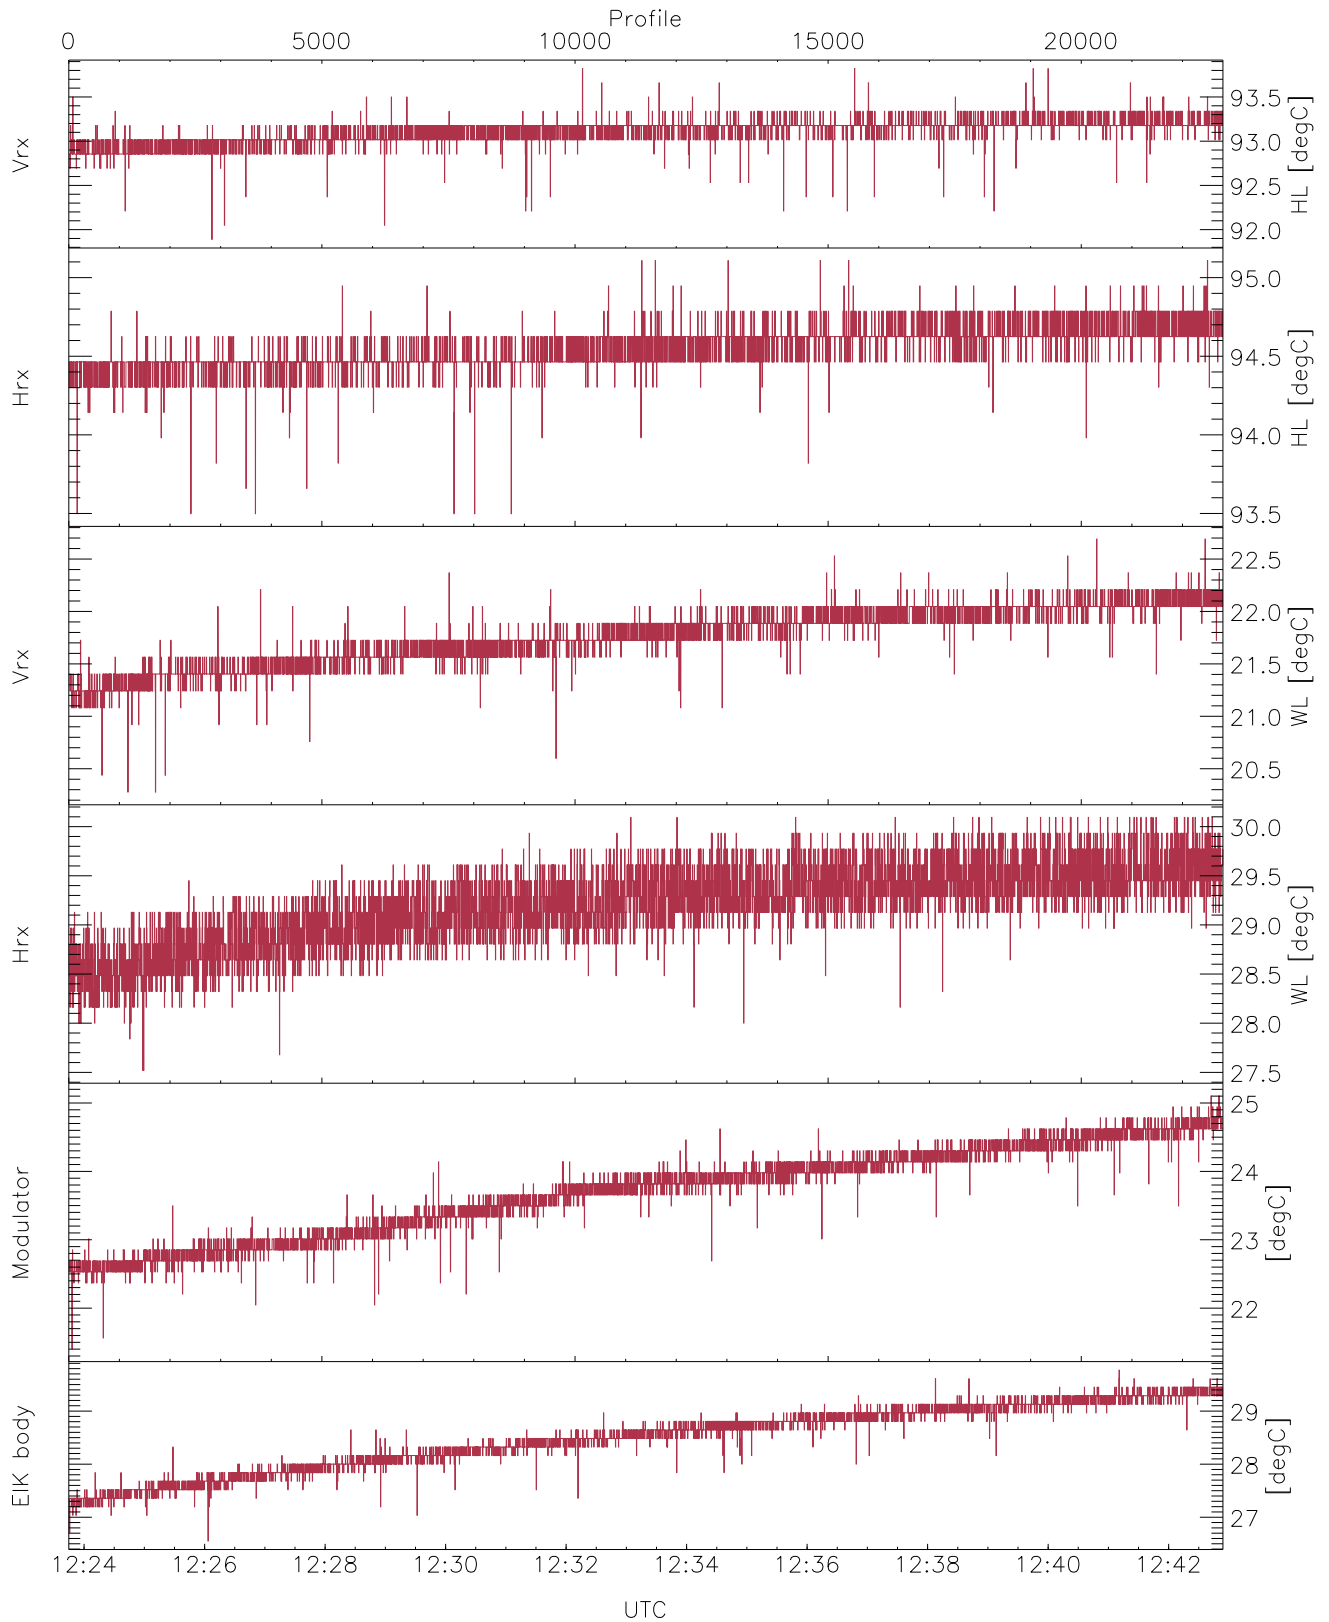 Profile
0 5000 10000 15000 20000
Vrx
93.5
93.0
92.5
92.0
HL [degC]
Hrx
95.0
94.5
94.0
93.5
HL [degC]
Vrx
22.5
22.0
21.5
21.0
20.5
WL [degC]
Hrx
30.0
29.5
29.0
28.5
28.0
27.5
WL [degC]
Modulator
25
24
23
22
[degC]
EIK body
29
28
27
[degC]
12:24 12:26 12:28 12:30 12:32 12:34 12:36 12:38 12:40 12:42
UTC